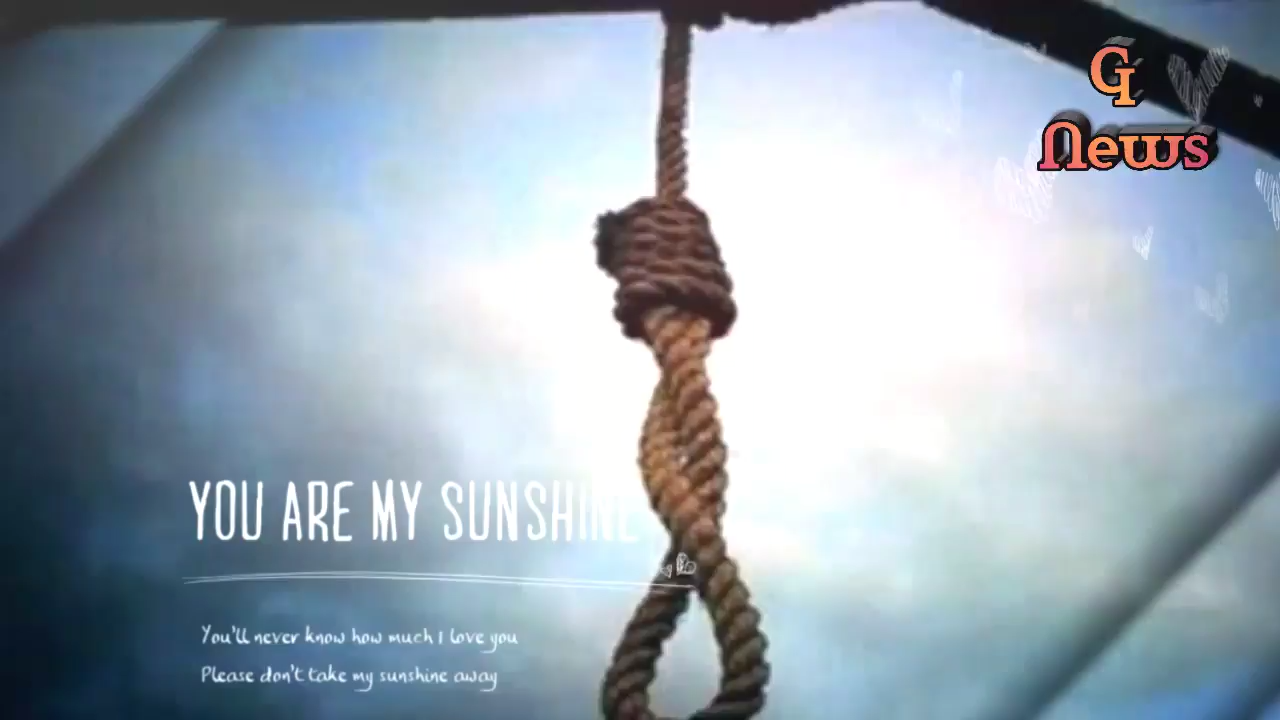 GI
News
YOU ARE MY SUNSHINE
You'll never know how much I love you
Please don't take my sunshine away